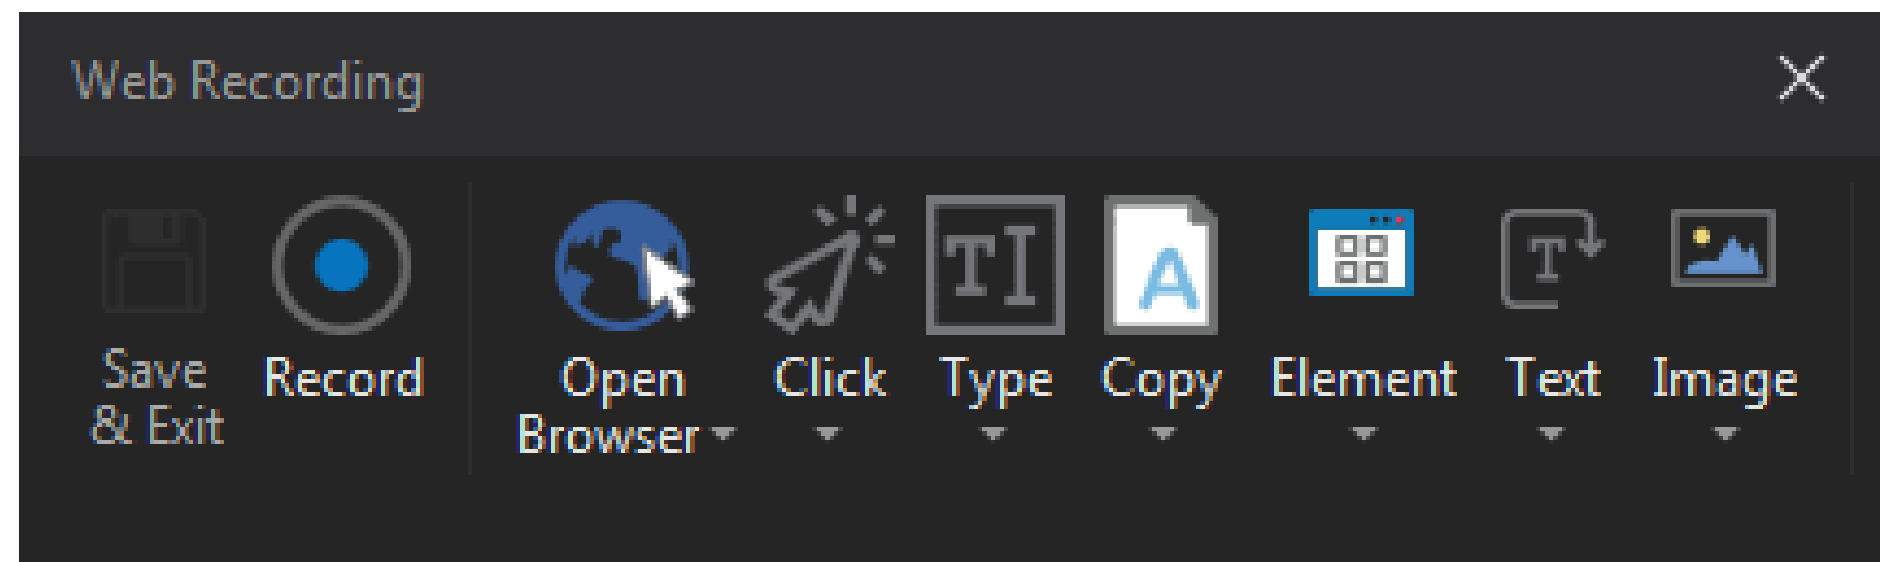 Web Recording
Save
& Exit
Record
Open
Browser
Click
Type
Copy
Element
Text
Image